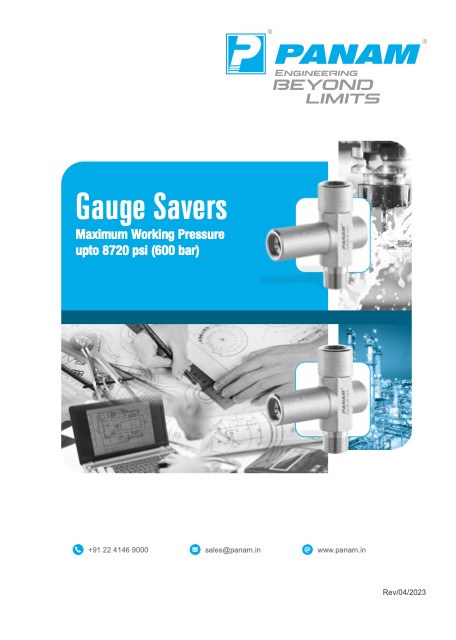 P
®
PANAM
®
ENGINEERING
BEYOND
LIMITS
Gauge Savers
Maximum Working Pressure
upto 8720 psi (600 bar)
PANAM
PANAM
+91 22 4146 9000
sales@panam.in
www.panam.in
Rev/04/2023